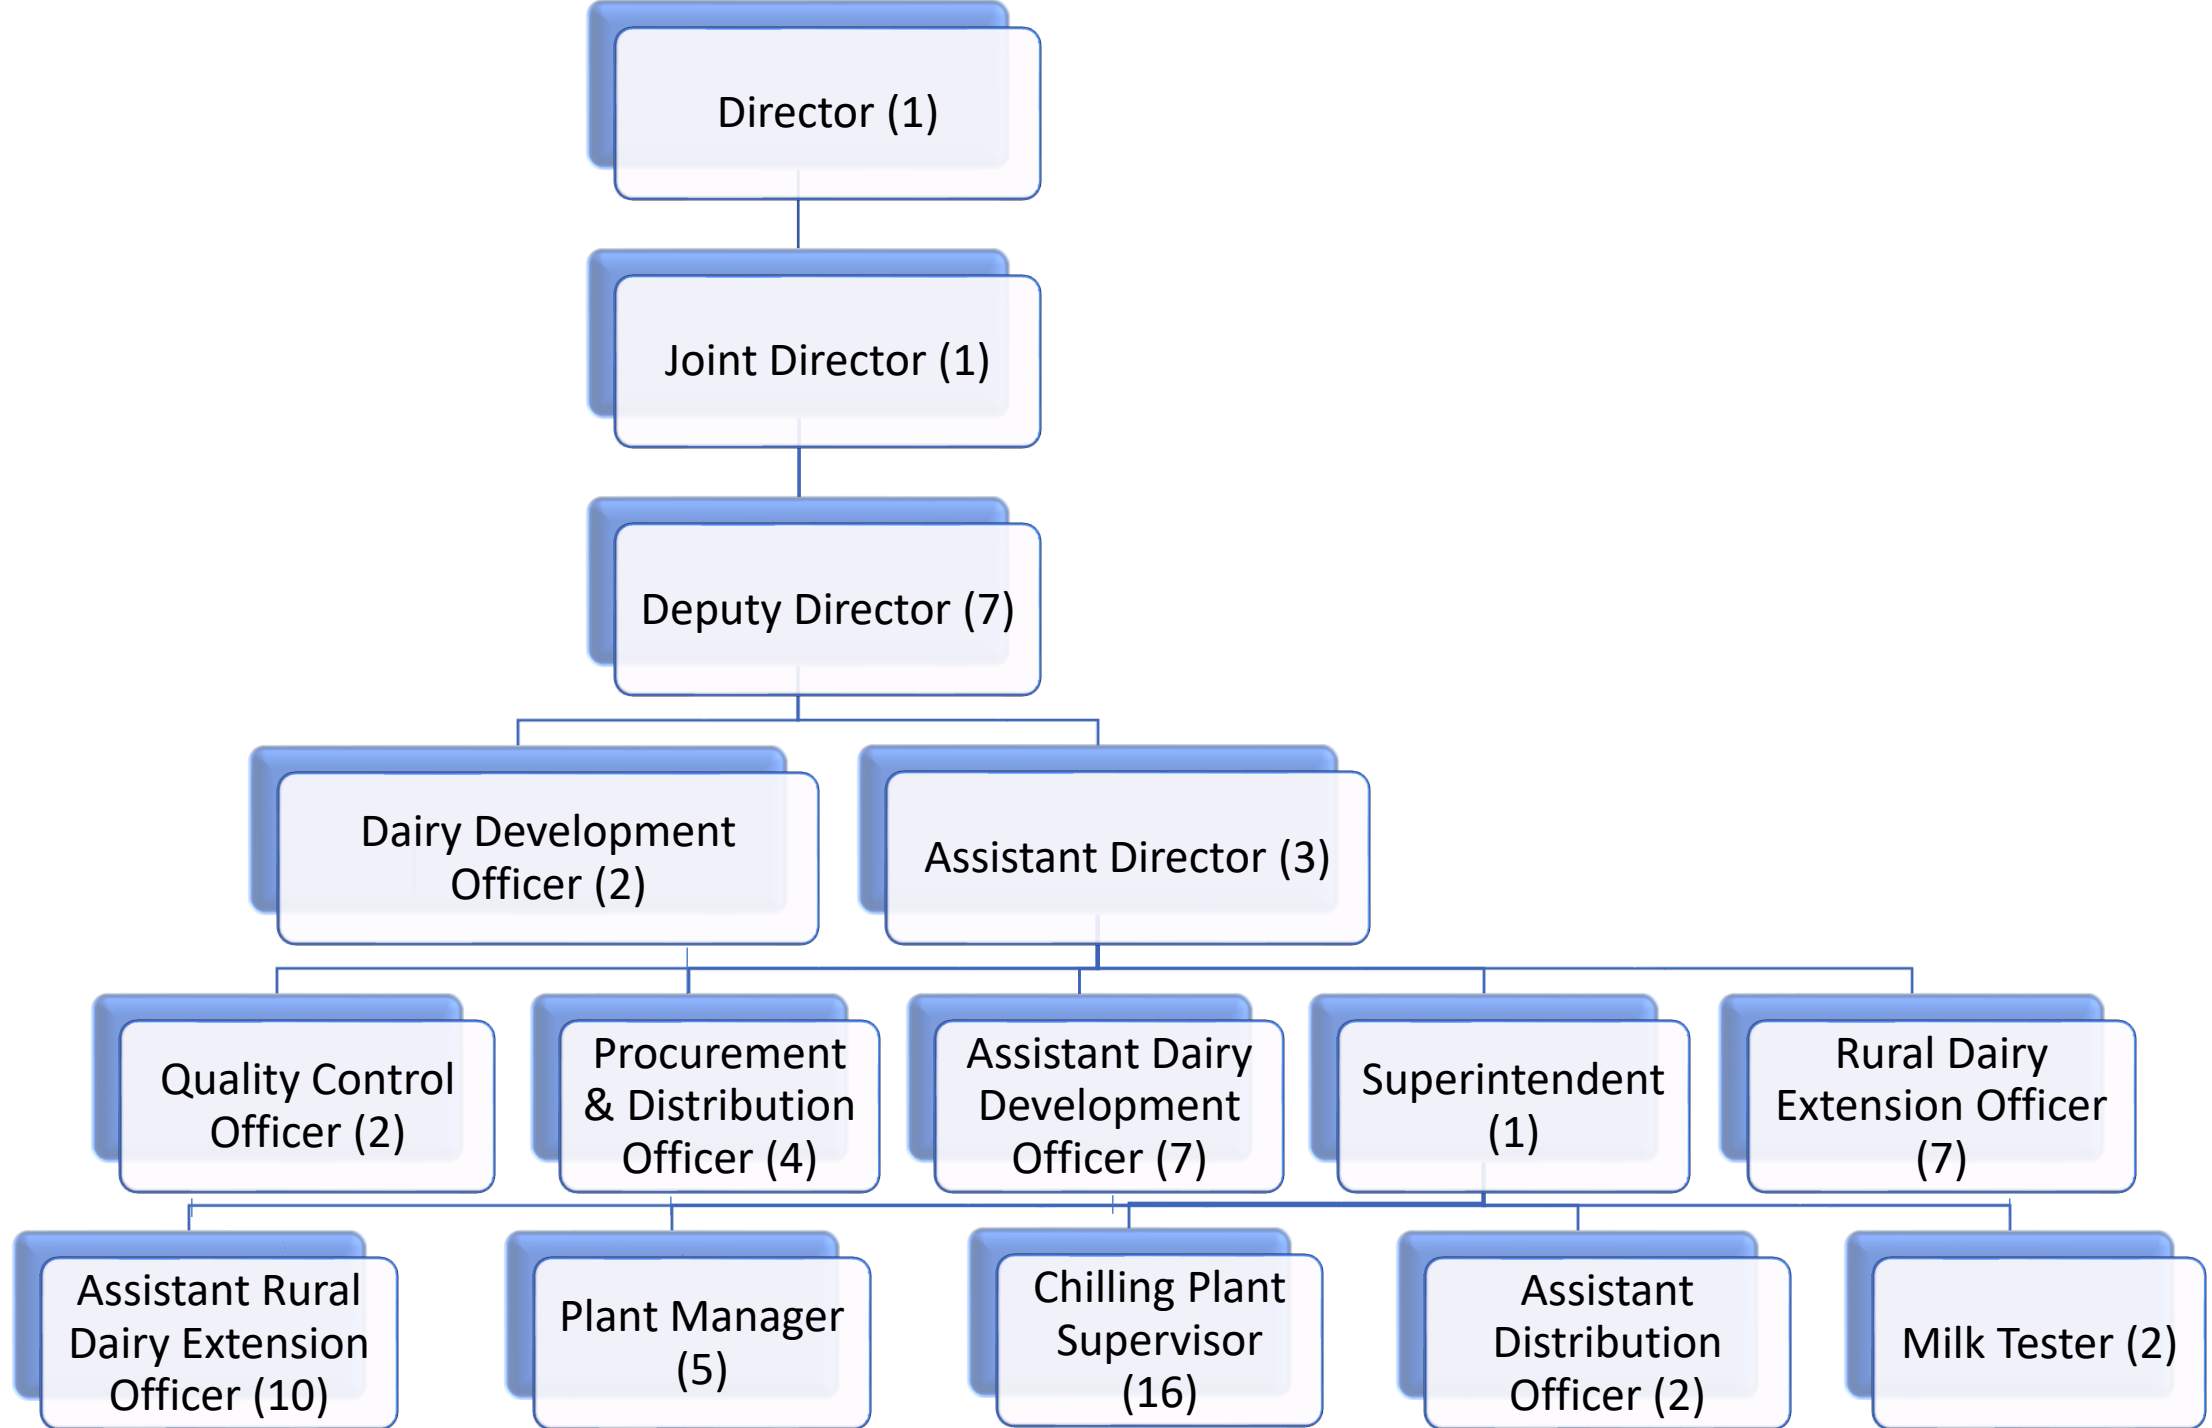 Director (1)
Joint Director (1)
Deputy Director (7)
Dairy Development
Officer (2)
Assistant Director (3)
Quality Control
Officer (2)
Procurement
& Distribution
Officer (4)
Assistant Dairy
Development
Officer (7)
Superintendent
(1)
Rural Dairy
Extension Officer
(7)
Assistant Rural
Dairy Extension
Officer (10)
Plant Manager
(5)
Chilling Plant
Supervisor
(16)
Assistant
Distribution
Officer (2)
Milk Tester (2)